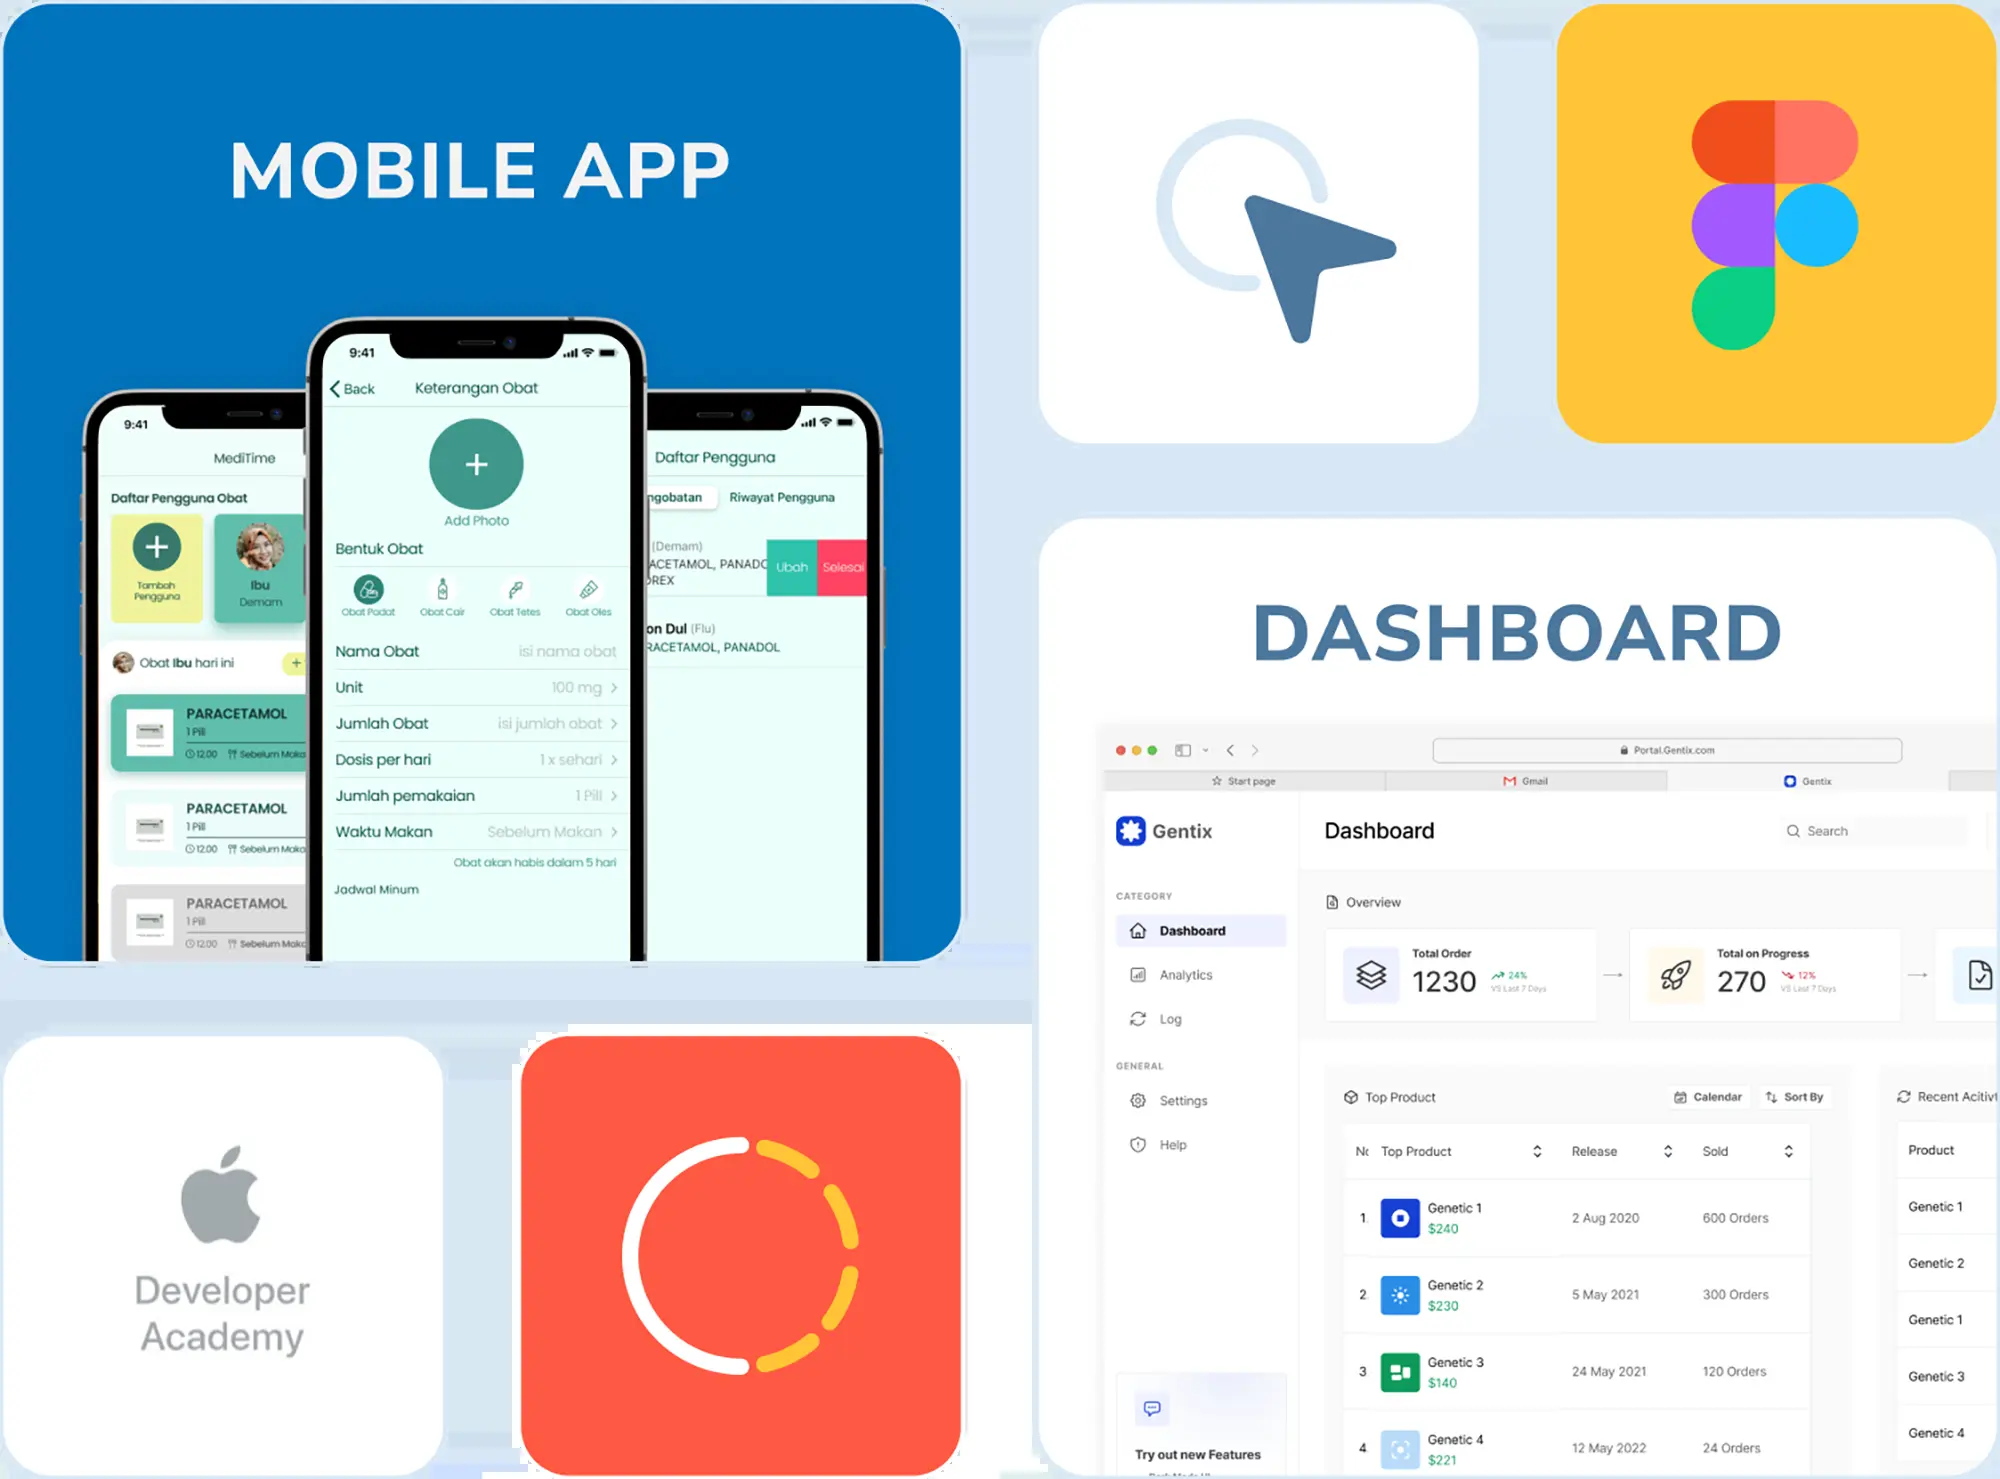 MOBILE APP
9:41
MediTime
Daftar Pengguna Obat
Tambah
Pengguna
Ibu
Demam
Obat Ibu hari ini
PARACETAMOL
1 Pill
12.00
Sebelum
PARACETAMOL
1 Pill
12.00
Sebelum
PARACETAMOL
1 Pill
12.00
Sebelum
9:41
Back
Keterangan Obat
Add Photo
Bentuk Obat
Obat Padat
Obat Cair
Obat Tetes
Obat Oles
Nama Obat
isi nama obat
Unit
100 mg
Jumlah Obat
isi jumlah obat
Dosis per hari
1 x sehari
Jumlah pemakaian
1 Pill
Waktu Makan
Sebelum Makan
Obat akan habis dalam 5 hari
Jadwal Minum
Daftar Pengguna
ngobatan
Riwayat Pengguna
(Demam)
ACETAMOL, PANADO
OREX
Ubah
Selesai
on Dul (Flu)
RACETAMOL, PANADOL
Developer
Academy
DASHBOARD
Portal.Gentix.com
Start page
Gmail
Gentix
Gentix
Dashboard
Search
CATEGORY
Dashboard
Analytics
Log
GENERAL
Settings
Help
Try out new Features
Overview
Total Order
1230
24%
VS Last 7 Days
Total on Progress
270
12%
VS Last 7 Days
Top Product
Calendar
Sort By
Top Product
Release
Sold
1.
Genetic 1
$240
2 Aug 2020
600 Orders
2.
Genetic 2
$230
5 May 2021
300 Orders
3
Genetic 3
$140
24 May 2021
120 Orders
4.
Genetic 4
$221
12 May 2022
24 Orders
Recent Acitivt
Product
Genetic 1
Genetic 2
Genetic 1
Genetic 3
Genetic 4